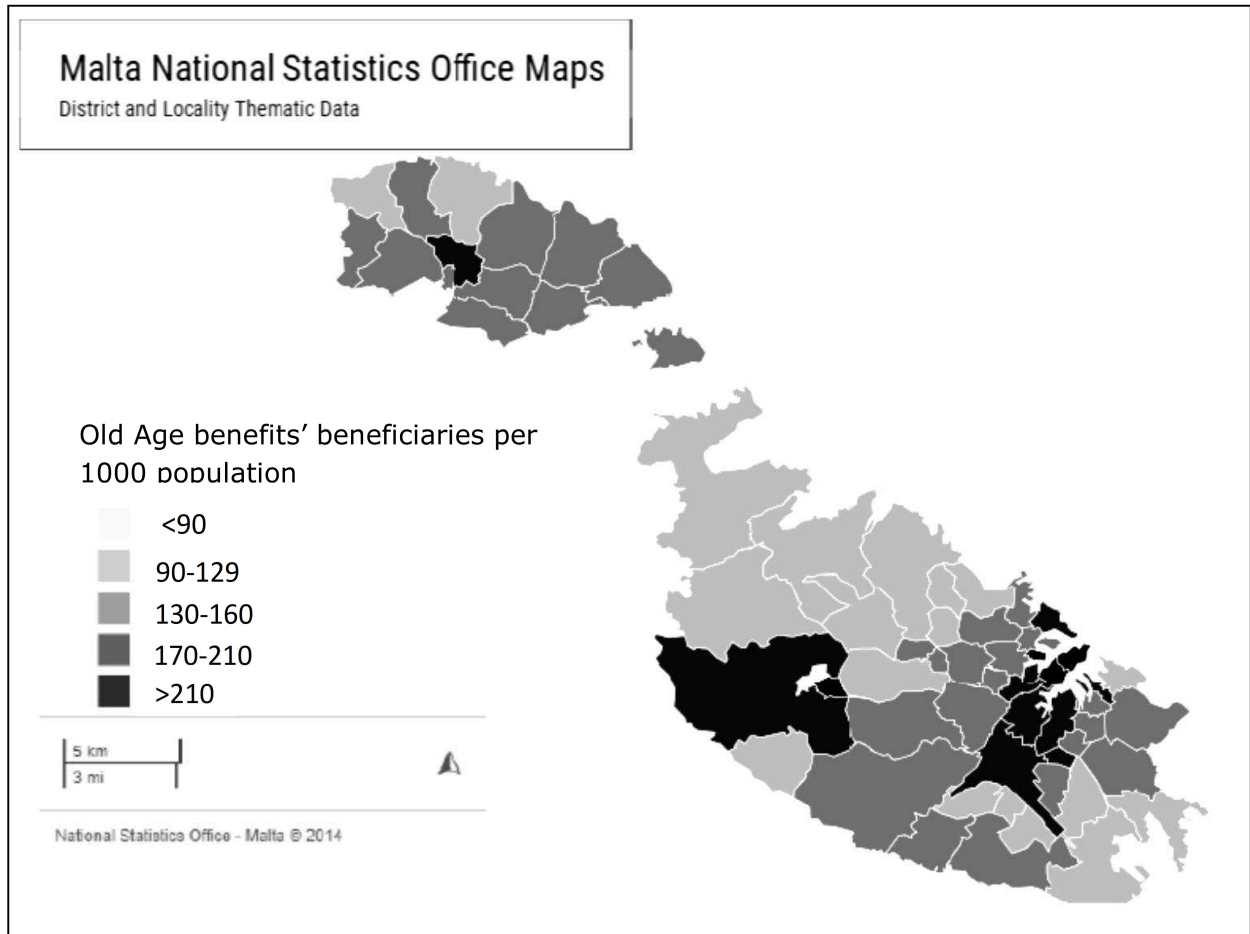 Malta National Statistics Office Maps
District and Locality Thematic Data
Old Age benefits’ beneficiaries per
1000 population
<90
90-129
130-160
170-210
>210
5 km
3 mi
National Statistics Office - Malta © 2014